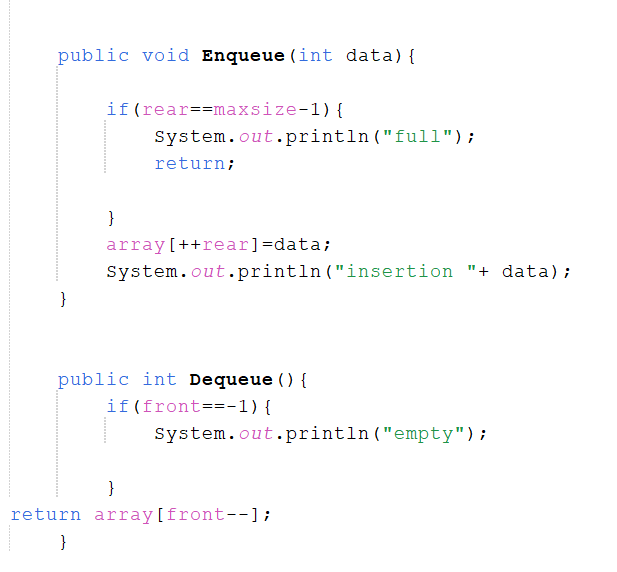 public void Enqueue(int data){
if(rear==maxsize-1){
System.out.println("full");
return;
}
array[++rear]=data;
System.out.println("insertion "+ data);
}
public int Dequeue(){
if(front==-1){
System.out.println("empty");
}
return array[front--];
}